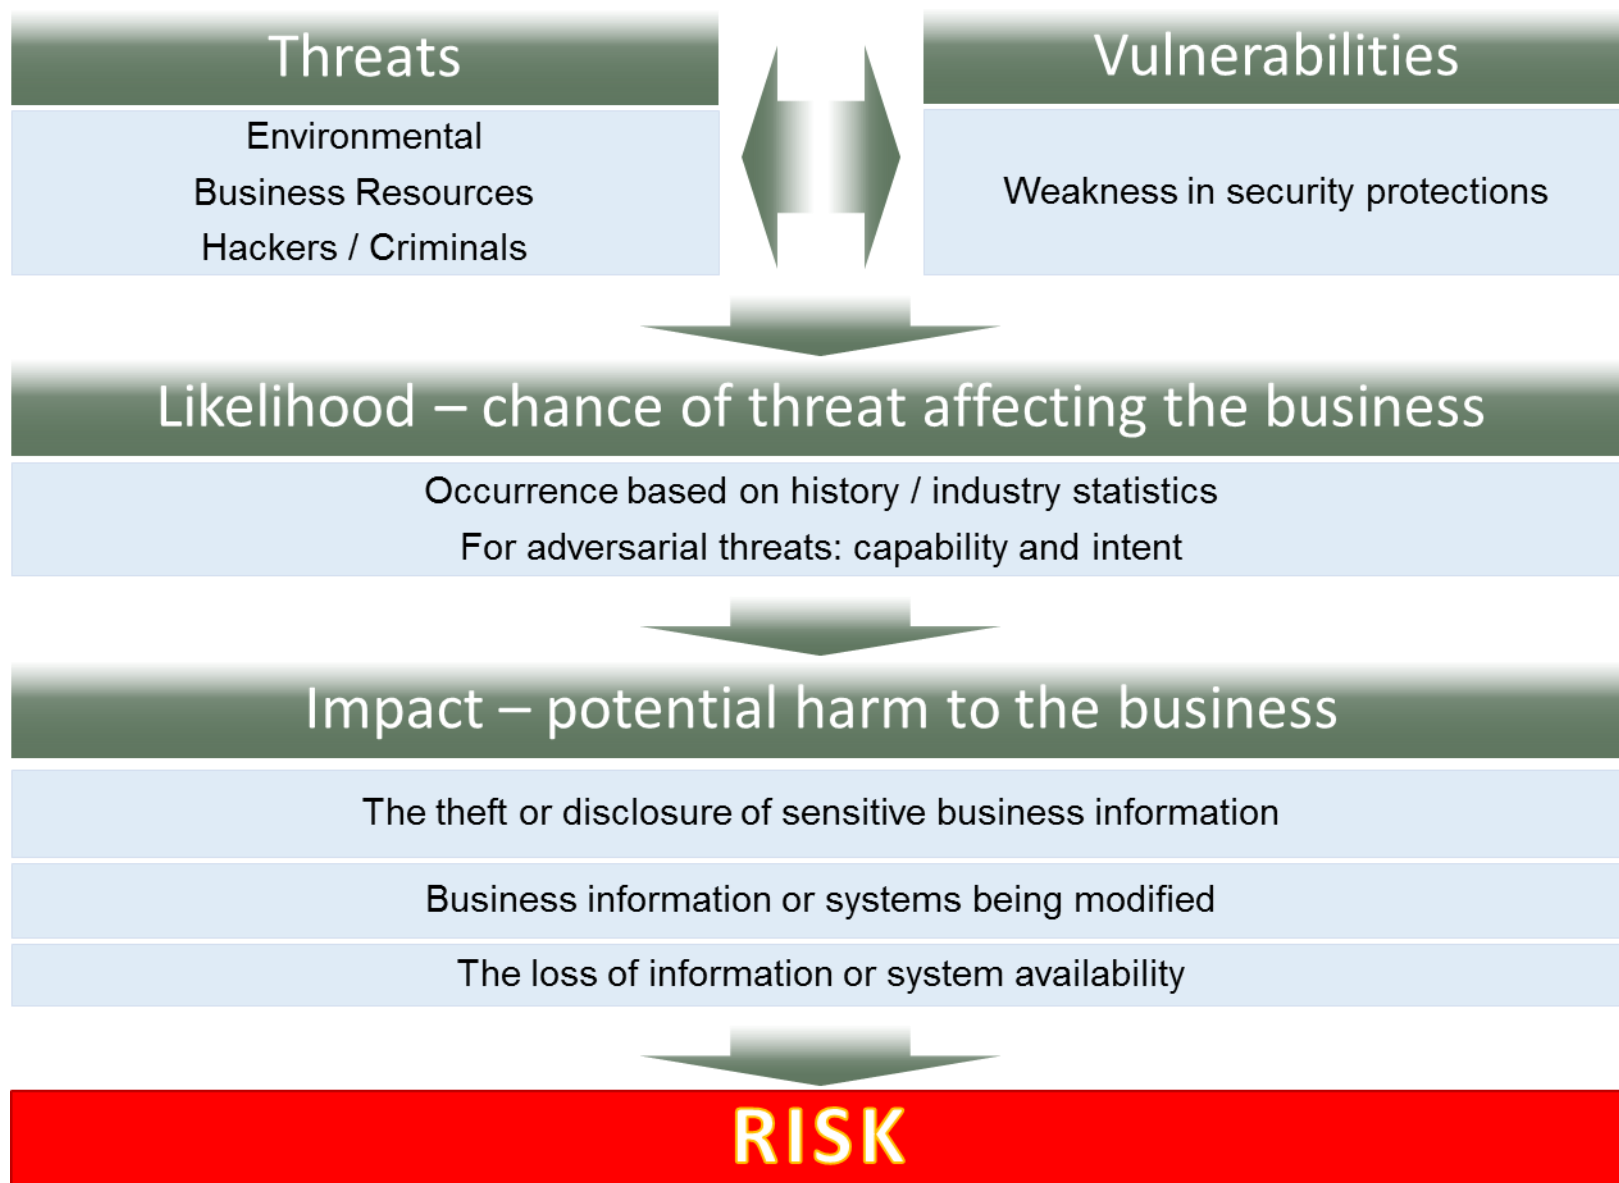 Threats
Environmental
Business Resources
Hackers / Criminals
Vulnerabilities
Weakness in security protections
Likelihood – chance of threat affecting the business
Occurrence based on history / industry statistics
For adversarial threats: capability and intent
Impact – potential harm to the business
The theft or disclosure of sensitive business information
Business information or systems being modified
The loss of information or system availability
RISK